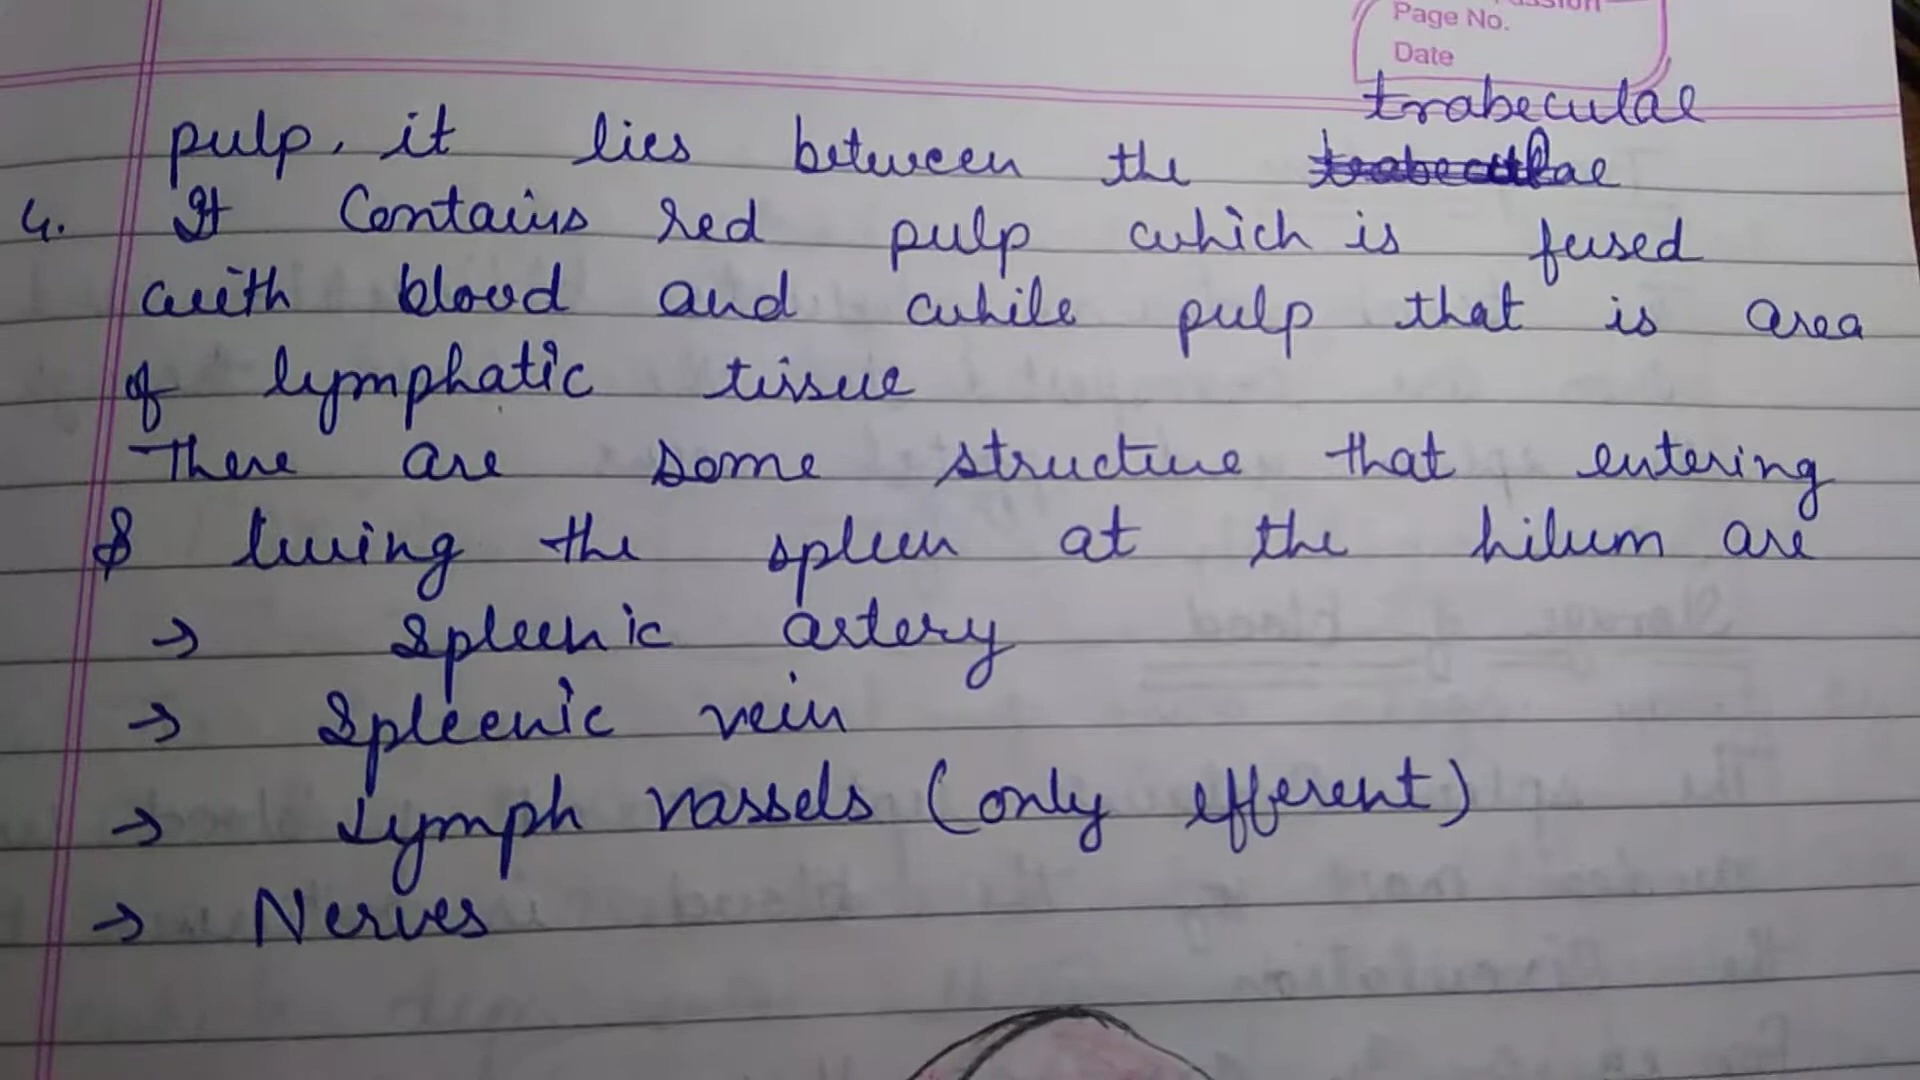 Page No.
Date
trabeculae
pulp, it lies between the
4. It Contains red pulp which is fused
with blood and while pulp that is area
of lymphatic tissue
There are some structure that entering
& living the spleen at the hilum are
→ Spleenic artery
→ Spleenic vein
→ Lymph vassels (only efferent)
→ Nerves